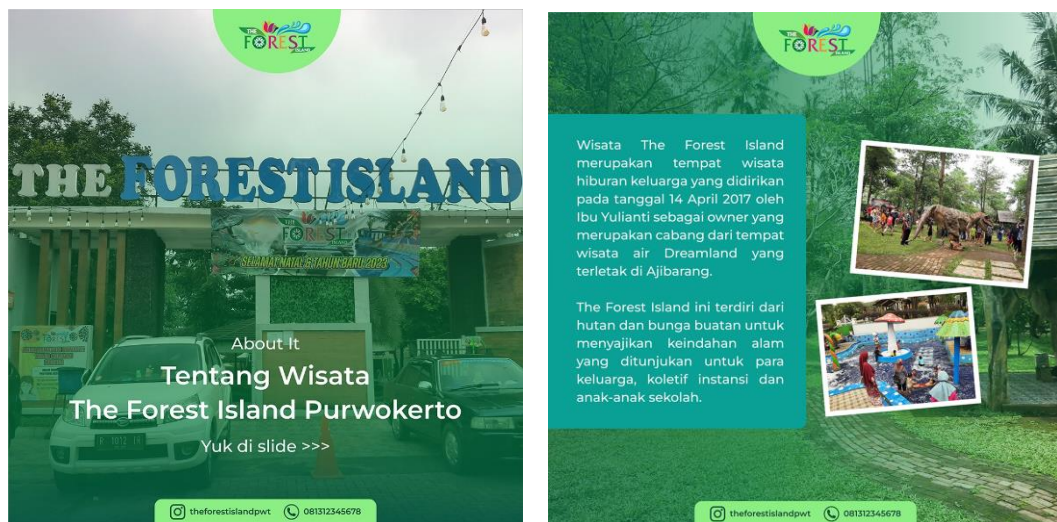 THE
FOREST
ISLAND
THE FOREST ISLAND
THE
FOREST
SELAMAT NATAL & TAHUN BARU 2023
About It
Tentang Wisata
The Forest Island Purwokerto
Yuk di slide >>>
theforestislandpwt 081312345678
THE
FOREST
ISLAND
Wisata The Forest Island
merupakan tempat wisata
hiburan keluarga yang didirikan
pada tanggal 14 April 2017 oleh
Ibu Yulianti sebagai owner yang
merupakan cabang dari tempat
wisata air Dreamland yang
terletak di Ajibarang.
The Forest Island ini terdiri dari
hutan dan bunga buatan untuk
menyajikan keindahan alam
yang ditunjukan untuk para
keluarga, koletif instansi dan
anak-anak sekolah.
theforestislandpwt 081312345678